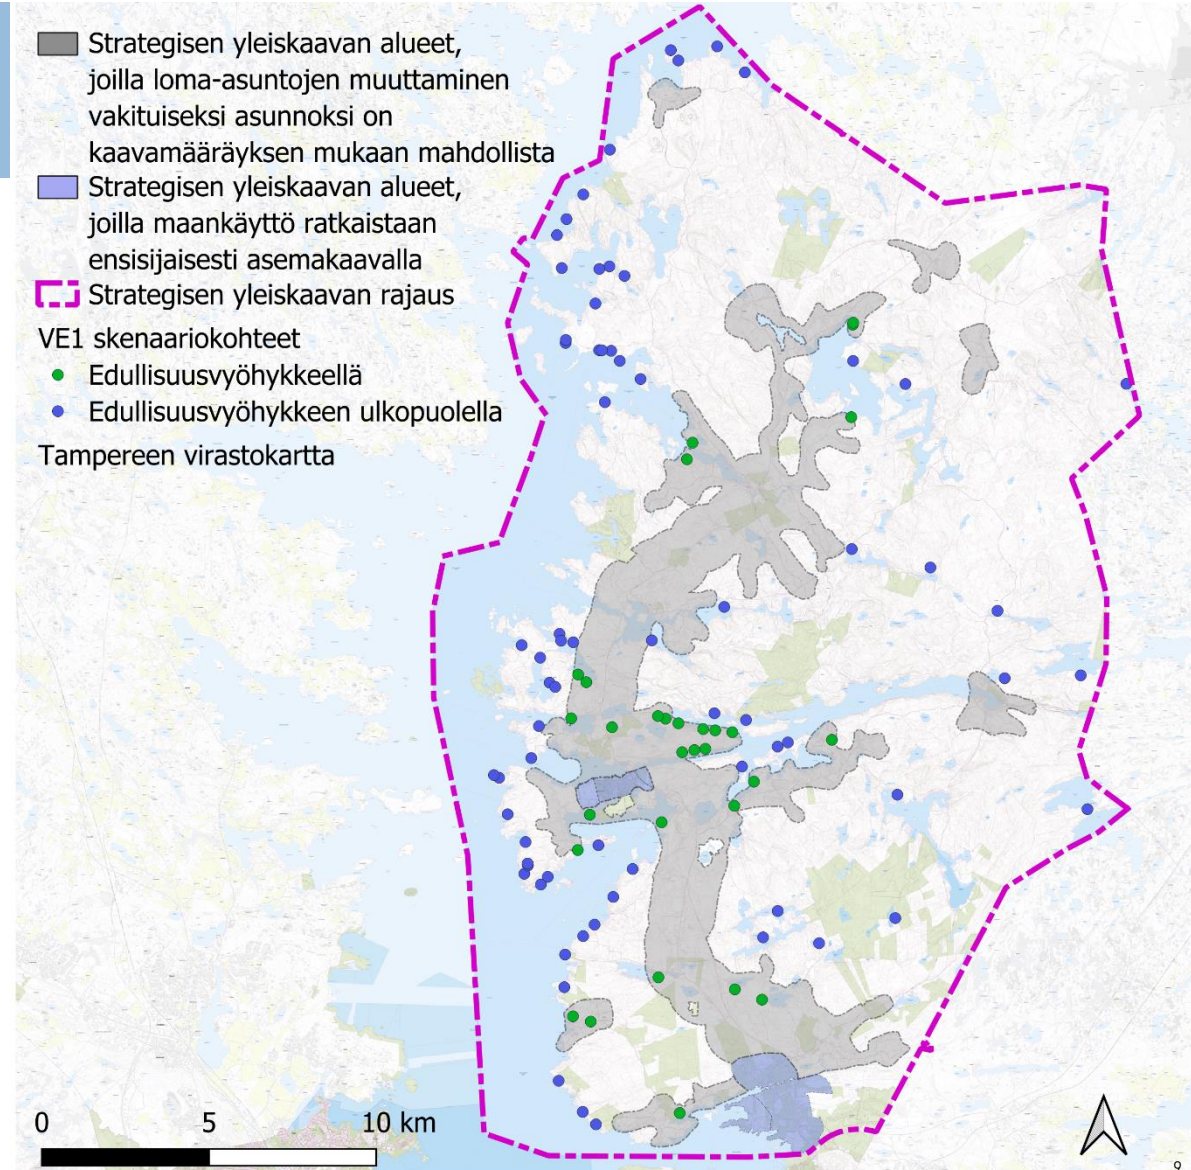 Strategisen yleiskaavan alueet,
joilla loma-asuntojen muuttaminen
vakituiseksi asunnoksi on
kaavamääräyksen mukaan mahdollista
Strategisen yleiskaavan alueet,
joilla maankäyttö ratkaistaan
ensisijaisesti asemakaavalla
Strategisen yleiskaavan rajaus
VE1 skenaariokohteet
Edullisuusvyöhykkeellä
Edullisuusvyöhykkeen ulkopuolella
Tampereen virastokartta
0 5 10 km
9